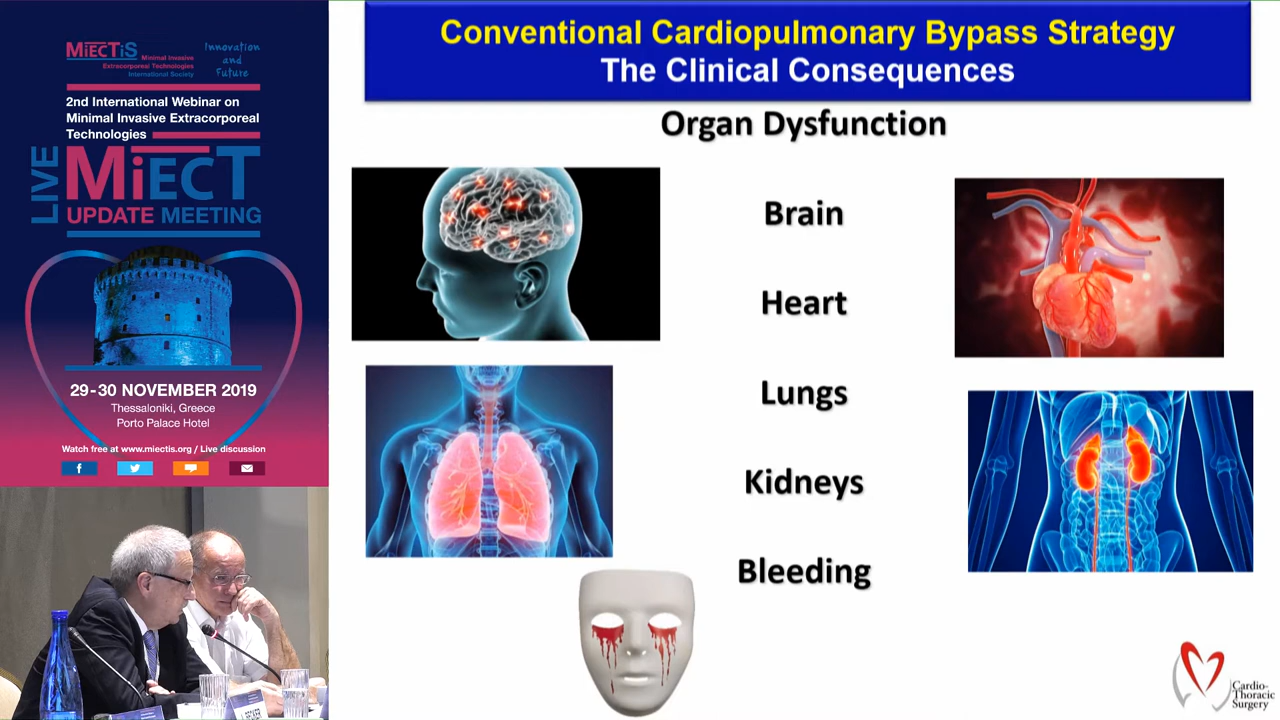 MiECTiS
Minimal Invasive
Extracorporeal Technologies
International Society
Innovation
and
Future
2nd International Webinar on
Minimal Invasive Extracorporeal
Technologies
LIVE
MiECT
UPDATE MEETING
29-30 NOVEMBER 2019
Thessaloniki, Greece
Porto Palace Hotel
Watch free at www.miectis.org / Live discussion
Conventional Cardiopulmonary Bypass Strategy
The Clinical Consequences
Organ Dysfunction
Brain
Heart
Lungs
Kidneys
Bleeding
Cardio-
Thoracic
Surgery